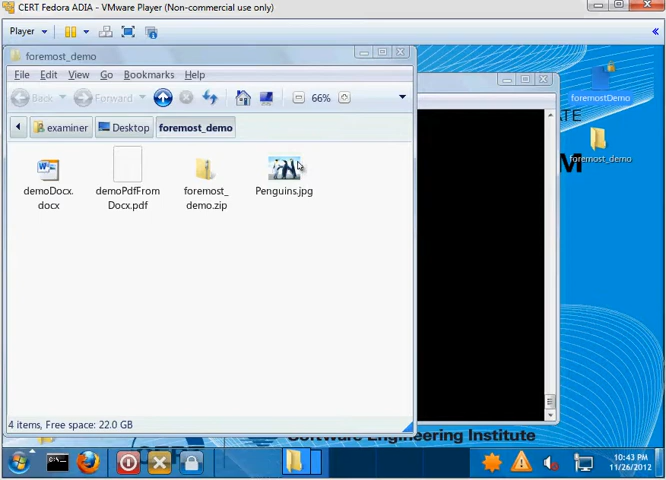 CERT Fedora ADIA - VMware Player (Non-commercial use only)
Player
foremost_demo
File Edit View Go Bookmarks Help
Back Forward 66%
examiner Desktop foremost_demo
demoDocx.
docx
demoPdfFrom
Docx.pdf
foremost_
demo.zip
Penguins.jpg
4 items, Free space: 22.0 GB
foremostDemo
ATE
foremost_demo
M
Software Engineering Institute
10:43 PM
11/26/2012